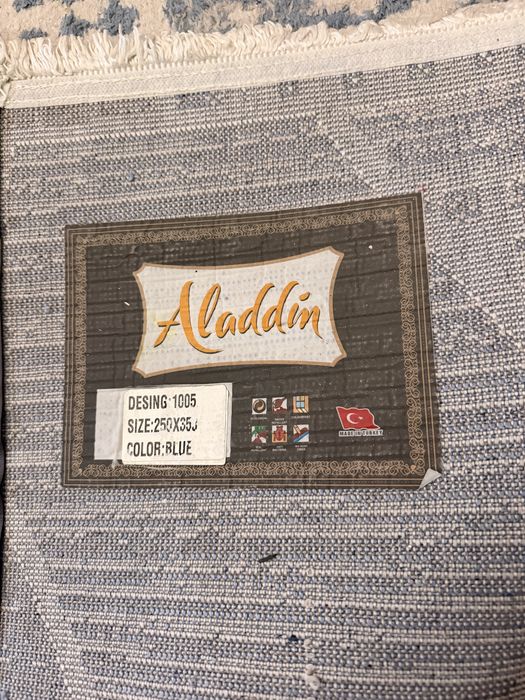 Aladdin
DESING:1005
SIZE:250X350
COLOR:BLUE
MADE IN TURKEY